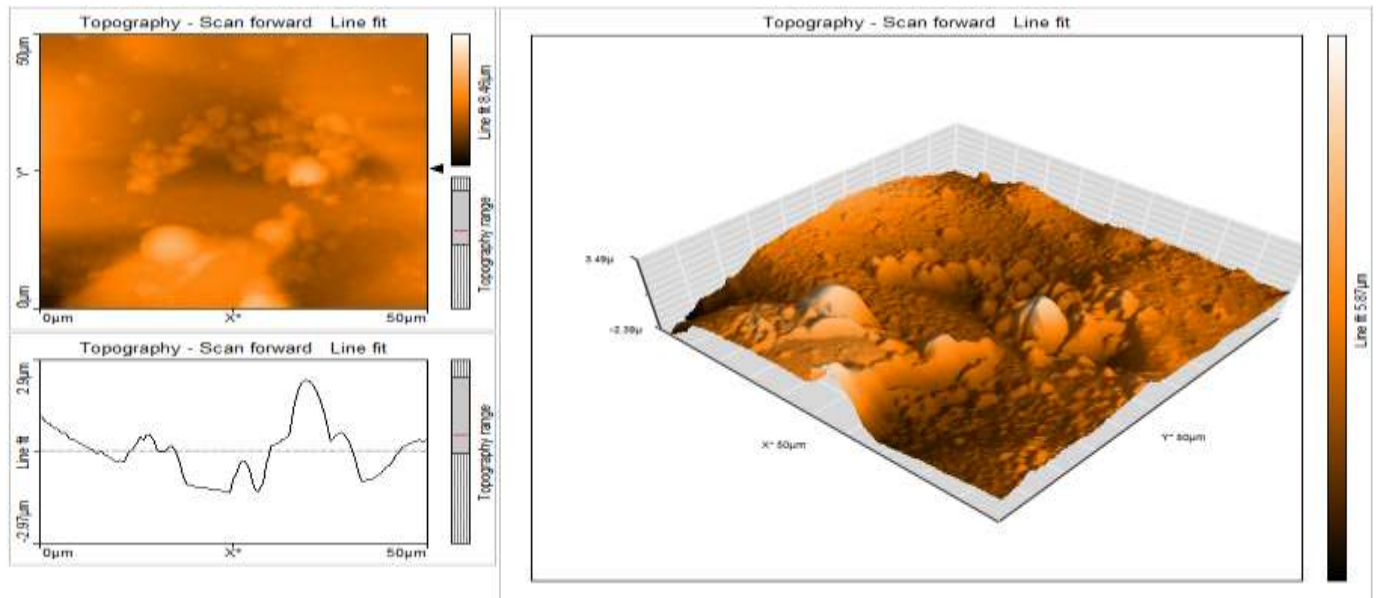 Topography - Scan forward Line fit
50µm
Y*
0µm
0µm
X*
50µm
Line fit 8.46µm
Topography range
Topography - Scan forward Line fit
2.9µm
Line fit
-2.97µm
0µm
X*
50µm
Topography range
Topography - Scan forward Line fit
3.49µ
-2.39µ
X* 50µm
Y* 50µm
Line fit 5.87µm